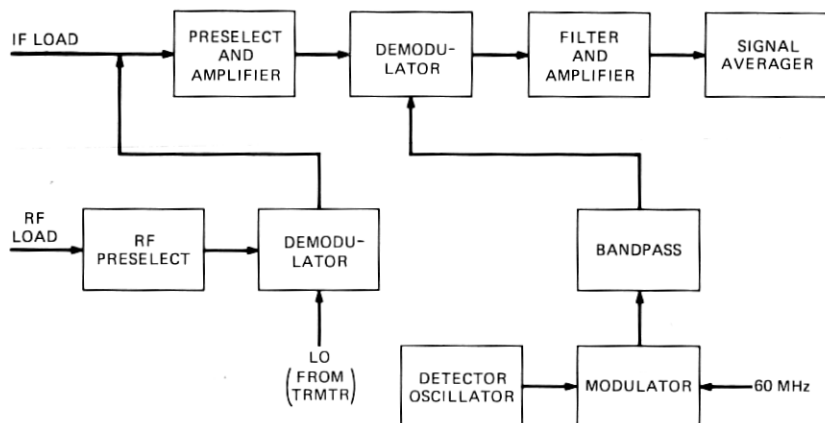 IF LOAD
PRESELECT
AND
AMPLIFIER
DEMODU-
LATOR
FILTER
AND
AMPLIFIER
SIGNAL
AVERAGER
RF
LOAD
RF
PRESELECT
DEMODU-
LATOR
BANDPASS
LO
(FROM
TRMTR)
DETECTOR
OSCILLATOR
MODULATOR
60 MHz